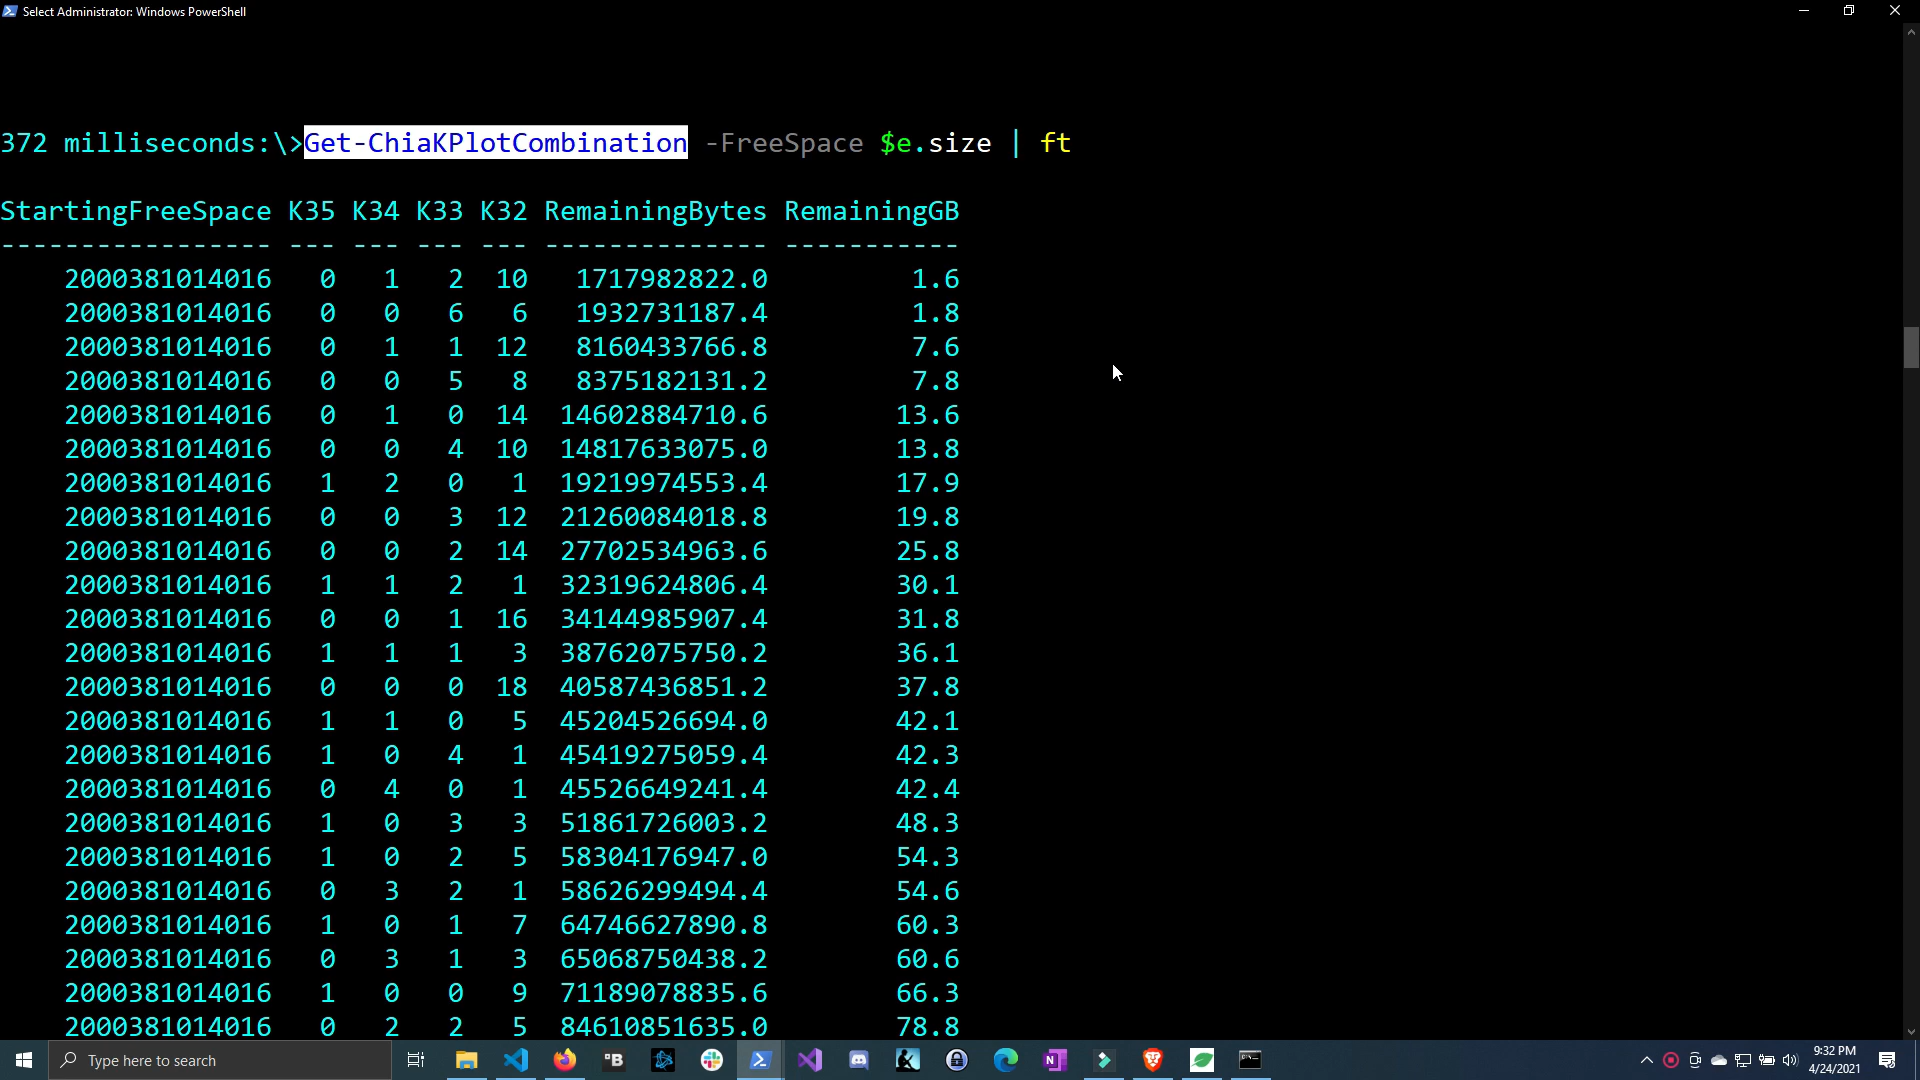 Select Administrator: Windows PowerShell
372 milliseconds:\>Get-ChiaKPlotCombination -FreeSpace $e.size | ft
StartingFreeSpace K35 K34 K33 K32 RemainingBytes RemainingGB
----------------- --- --- --- --- -------------- -----------
2000381014016 0 1 2 10 1717982822.0 1.6
2000381014016 0 0 6 6 1932731187.4 1.8
2000381014016 0 1 1 12 8160433766.8 7.6
2000381014016 0 0 5 8 8375182131.2 7.8
2000381014016 0 1 0 14 14602884710.6 13.6
2000381014016 0 0 4 10 14817633075.0 13.8
2000381014016 1 2 0 1 19219974553.4 17.9
2000381014016 0 0 3 12 21260084018.8 19.8
2000381014016 0 0 2 14 27702534963.6 25.8
2000381014016 1 1 2 1 32319624806.4 30.1
2000381014016 0 0 1 16 34144985907.4 31.8
2000381014016 1 1 1 3 38762075750.2 36.1
2000381014016 0 0 0 18 40587436851.2 37.8
2000381014016 1 1 0 5 45204526694.0 42.1
2000381014016 1 0 4 1 45419275059.4 42.3
2000381014016 0 4 0 1 45526649241.4 42.4
2000381014016 1 0 3 3 51861726003.2 48.3
2000381014016 1 0 2 5 58304176947.0 54.3
2000381014016 0 3 2 1 58626299494.4 54.6
2000381014016 1 0 1 7 64746627890.8 60.3
2000381014016 0 3 1 3 65068750438.2 60.6
2000381014016 1 0 0 9 71189078835.6 66.3
2000381014016 0 2 2 5 84610851635.0 78.8
Type here to search
9:32 PM
4/24/2021